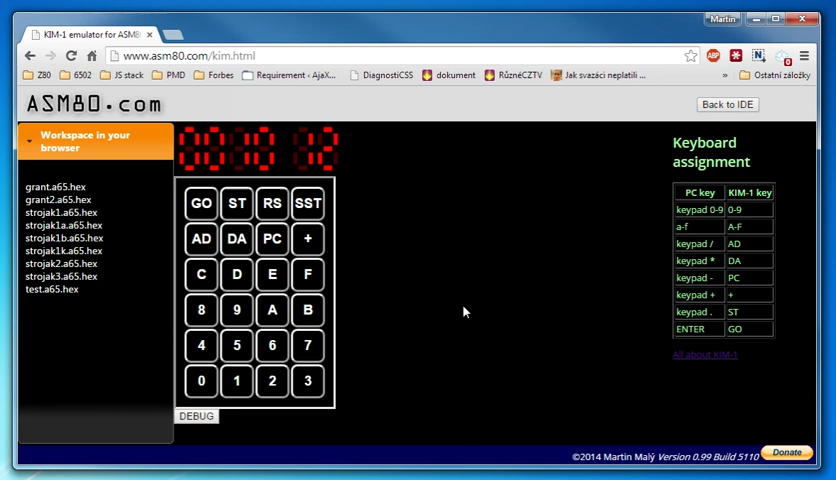 Martin
KIM-1 emulator for ASM8
www.asm80.com/kim.html
Z80 6502 JS stack PMD Forbes Requirement ‹ AjaX... DiagnostiCSS dokument RůznéCZTV Jak svazáci neplatili ... » Ostatní záložky
ABP
N
0
ASM80.com
Back to IDE
Workspace in your
browser
grant.a65.hex
grant2.a65.hex
strojak1.a65.hex
strojak1a.a65.hex
strojak1b.a65.hex
strojak1k.a65.hex
strojak2.a65.hex
strojak3.a65.hex
test.a65.hex
0010 12
GO ST RS SST
AD DA PC +
C D E F
8 9 A B
4 5 6 7
0 1 2 3
DEBUG
Keyboard
assignment
PC key KIM-1 key
keypad 0-9 0-9
a-f A-F
keypad / AD
keypad * DA
keypad - PC
keypad + +
keypad . ST
ENTER GO
All about KIM-1
©2014 Martin Malý Version 0.99 Build 5110
Donate